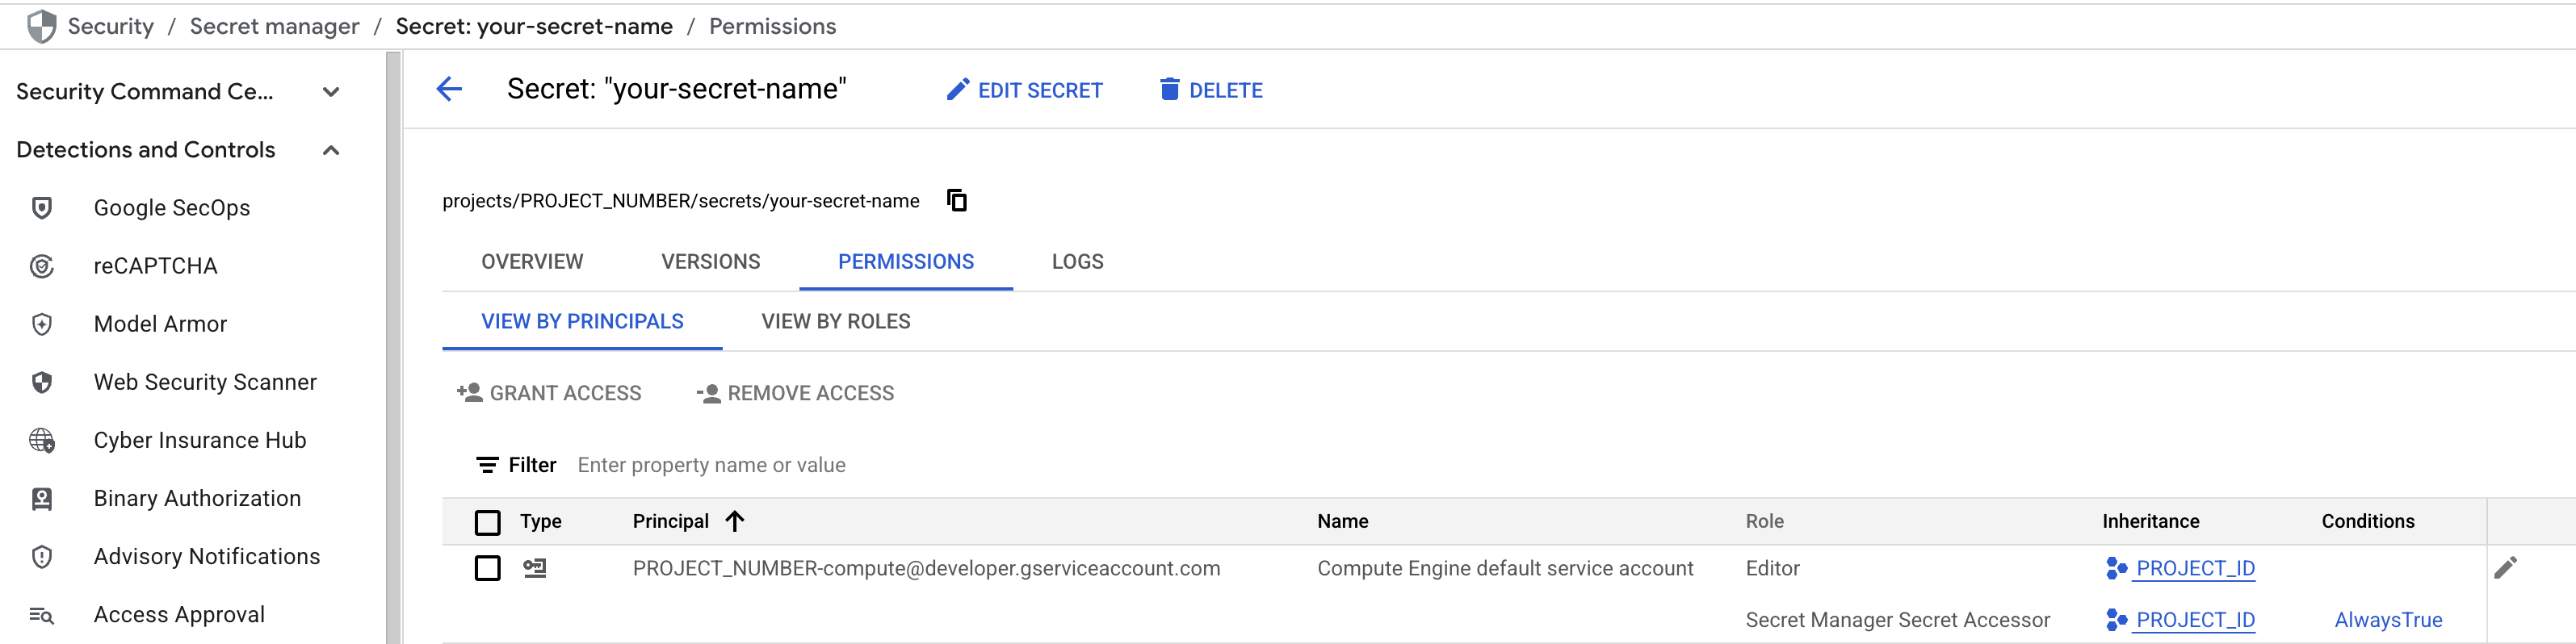 Security / Secret manager / Secret: your-secret-name / Permissions
Security Command Ce...
Detections and Controls
Google SecOps
reCAPTCHA
Model Armor
Web Security Scanner
Cyber Insurance Hub
Binary Authorization
Advisory Notifications
Access Approval
Secret: "your-secret-name" EDIT SECRET DELETE
projects/PROJECT_NUMBER/secrets/your-secret-name
OVERVIEW VERSIONS PERMISSIONS LOGS
VIEW BY PRINCIPALS VIEW BY ROLES
GRANT ACCESS REMOVE ACCESS
Filter Enter property name or value
Type Principal Name Role Inheritance Conditions
PROJECT_NUMBER-compute@developer.gserviceaccount.com Compute Engine default service account Editor PROJECT_ID
Secret Manager Secret Accessor PROJECT_ID AlwaysTrue